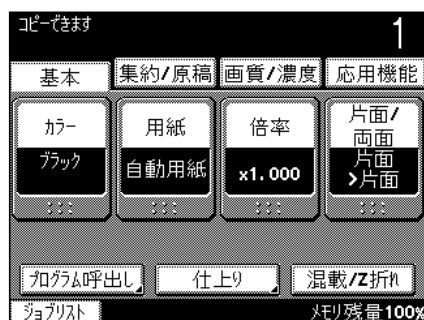 ｺﾋﾟｰできます
1
基本 集約/原稿 画質/濃度 応用機能
ｶﾗｰ 用紙 倍率 片面/両面
ﾌﾞﾗｯｸ 自動用紙 x1.000 片面>片面
ﾌﾟﾛｸﾞﾗﾑ呼出し 仕上り 混載/Z折れ
ｼﾞｮﾌﾞﾘｽﾄ ﾒﾓﾘ残量100%